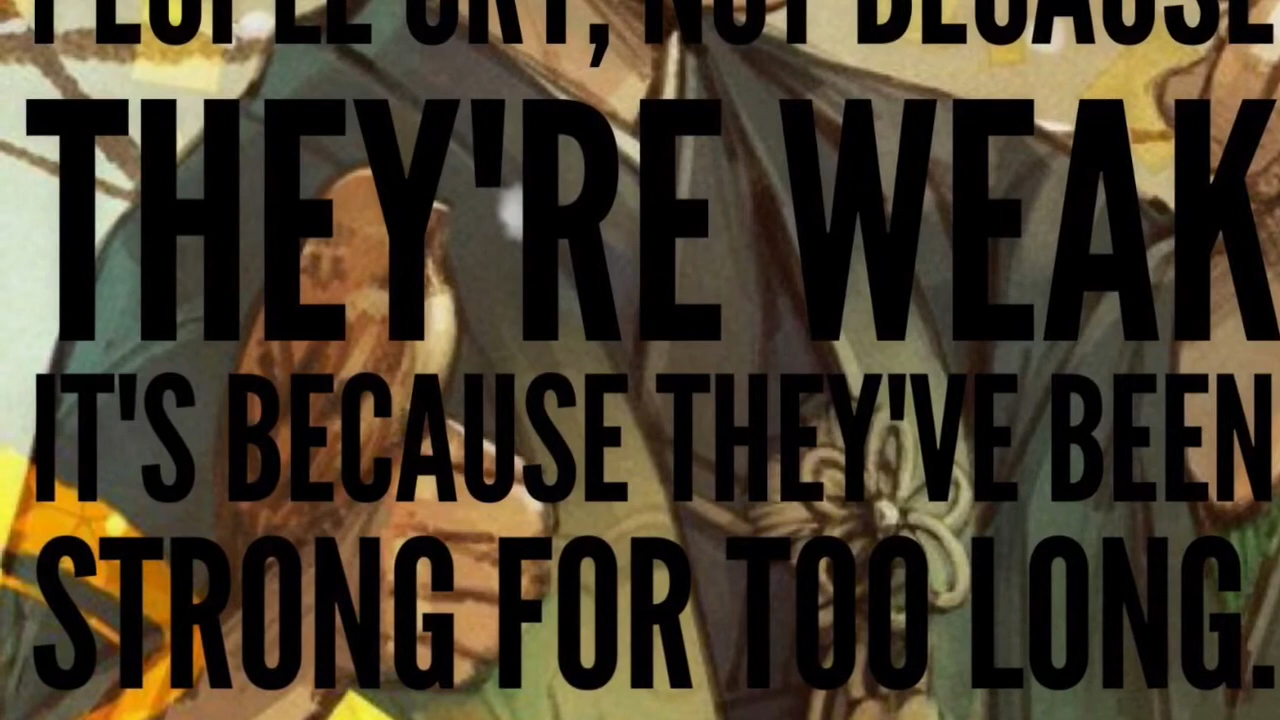 PEOPLE CRY, NOT BECAUSE
THEY'RE WEAK
IT'S BECAUSE THEY'VE BEEN
STRONG FOR TOO LONG.